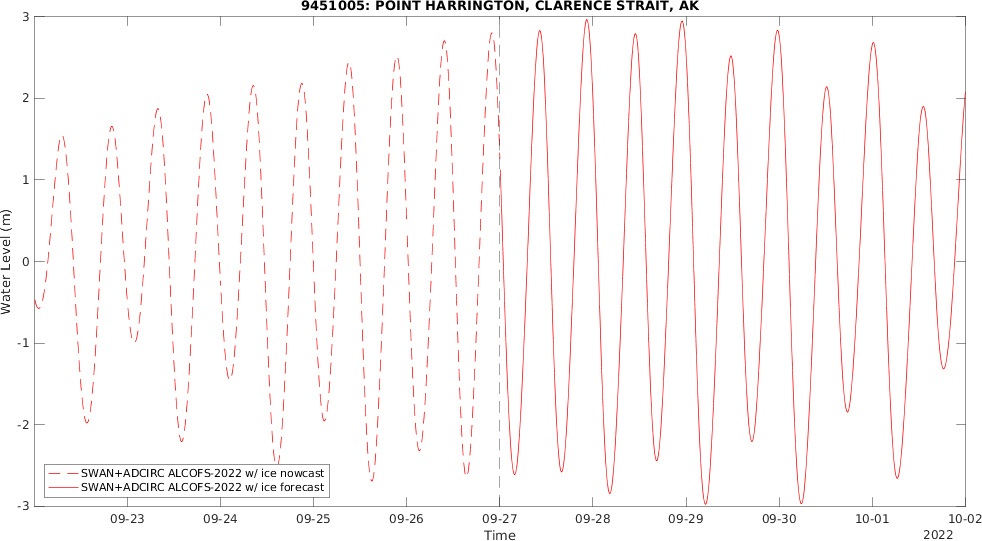 9451005: POINT HARRINGTON, CLARENCE STRAIT, AK
Water Level (m)
3
2
1
0
-1
-2
-3
SWAN+ADCIRC ALCOFS-2022 w/ ice nowcast
SWAN+ADCIRC ALCOFS-2022 w/ ice forecast
09-23 09-24 09-25 09-26 09-27 09-28 09-29 09-30 10-01 10-02
Time
2022